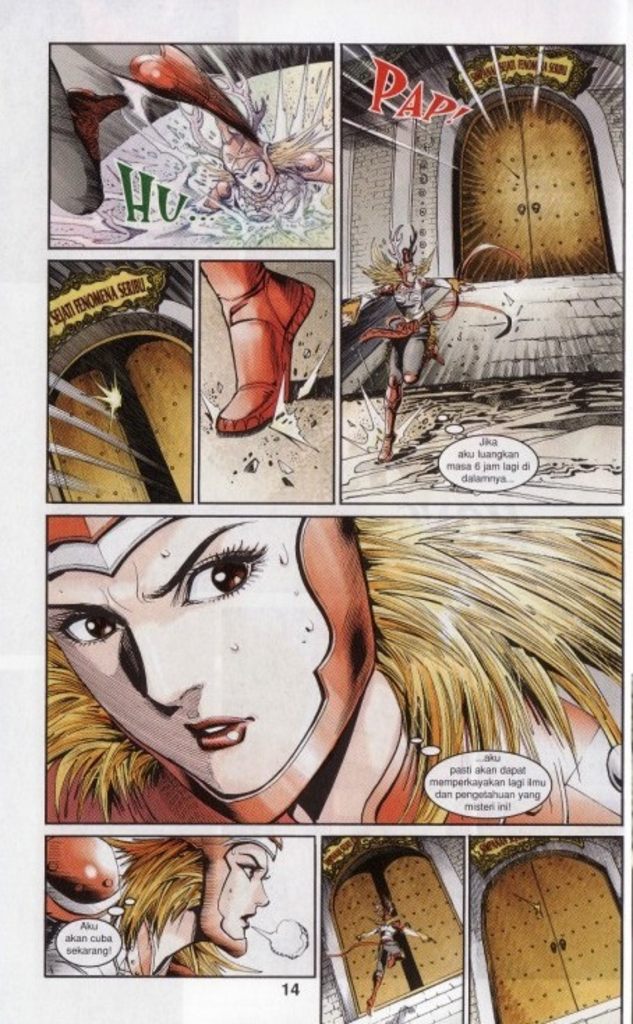 HU...
PAP!
SEJATI FENOMENA SERIBU
Jika
aku luangkan
masa 6 jam lagi di
dalamnya...
SEJATI FENOMENA SERIBU
...aku
pasti akan dapat
memperkayakan lagi ilmu
dan pengetahuan yang
misteri ini!
Aku
akan cuba
sekarang!
14